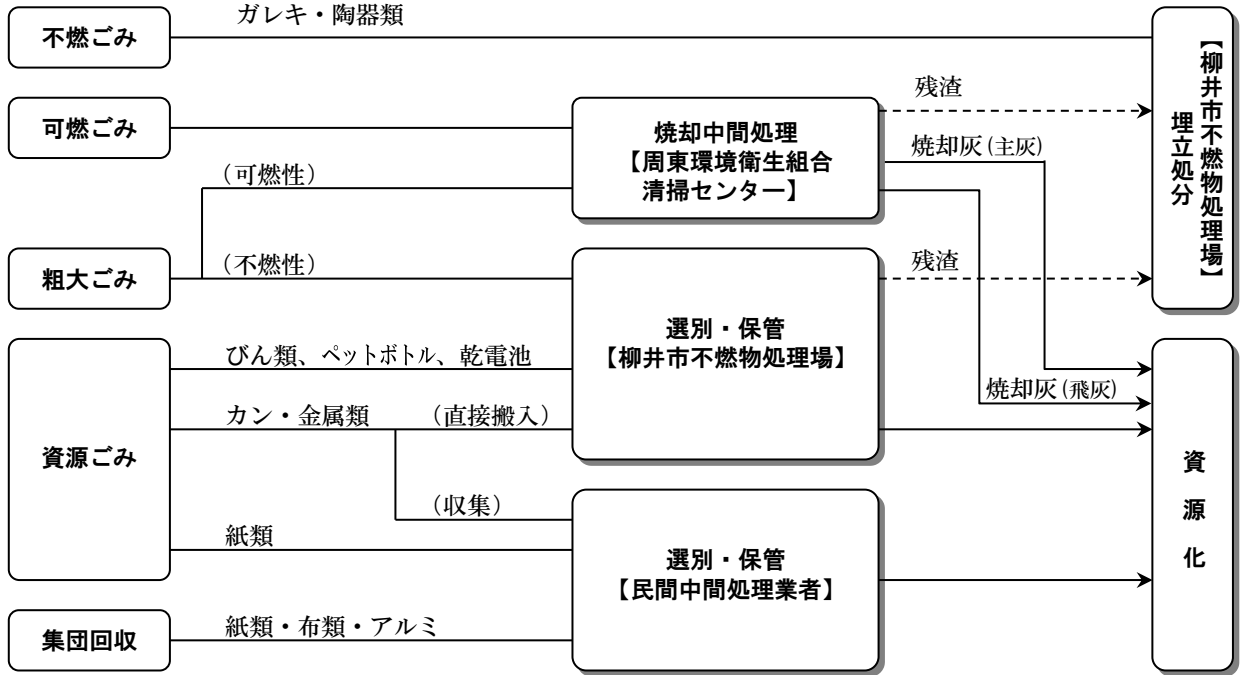 ガレキ・陶器類
不燃ごみ
可燃ごみ
焼却中間処理
【周東環境衛生組合
清掃センター】
残渣
焼却灰(主灰)
【柳井市不燃物処理場】
埋立処分
(可燃性)
粗大ごみ
(不燃性)
残渣
選別・保管
【柳井市不燃物処理場】
びん類、ペットボトル、乾電池
焼却灰(飛灰)
カン・金属類
(直接搬入)
資源ごみ
資源化
(収集)
紙類
選別・保管
【民間中間処理業者】
集団回収
紙類・布類・アルミ